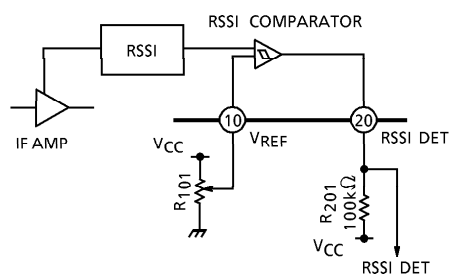 RSSI COMPARATOR
RSSI
IF AMP
10
20
VREF
RSSI DET
VCC
R101
R201
100kΩ
VCC
RSSI DET